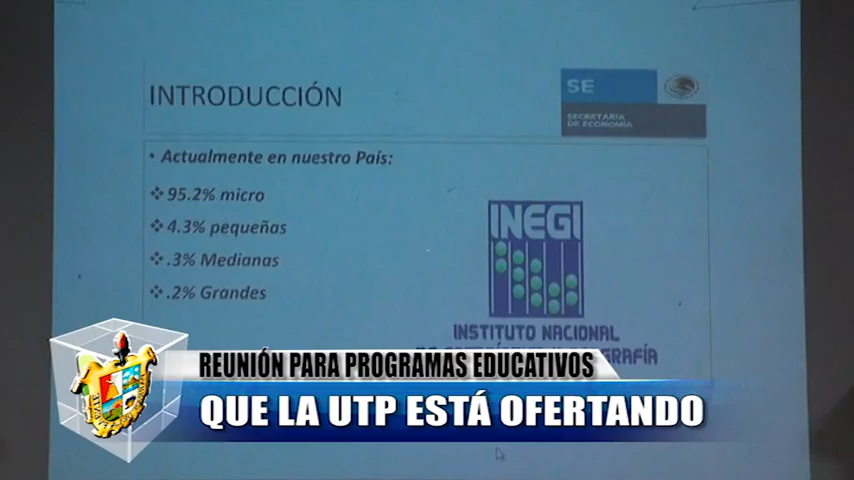 INTRODUCCIÓN
SE
SECRETARÍA
DE ECONOMÍA
• Actualmente en nuestro País:
❖ 95.2% micro
❖ 4.3% pequeñas
❖ .3% Medianas
❖ .2% Grandes
INEGI
INSTITUTO NACIONAL
REUNIÓN PARA PROGRAMAS EDUCATIVOS
QUE LA UTP ESTÁ OFERTANDO